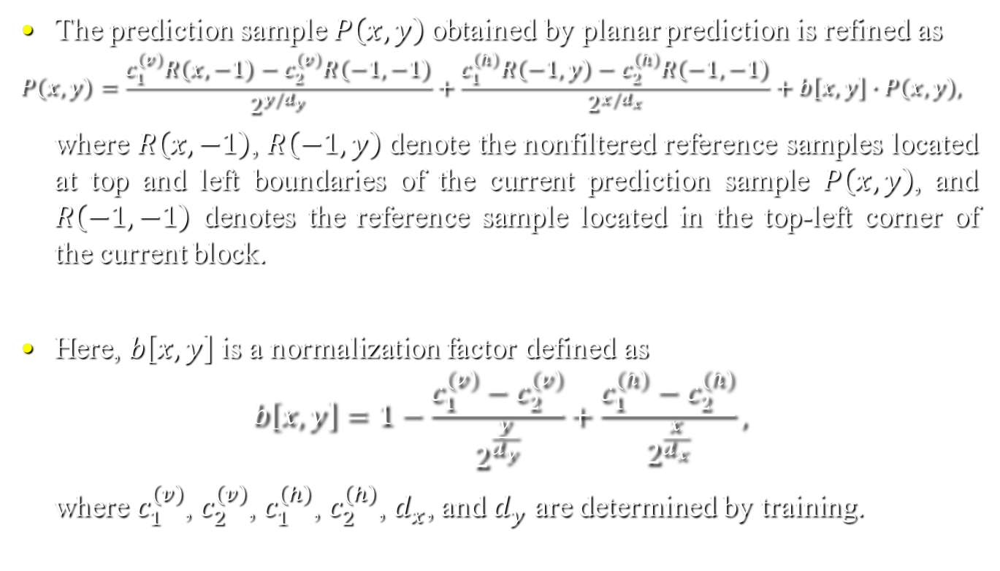 • The prediction sample P(x, y) obtained by planar prediction is refined as
P(x, y) = \frac{c_1^{(v)}R(x, −1) − c_2^{(v)}R(−1, −1)}{2^{y/d_y}} + \frac{c_1^{(h)}R(−1, y) − c_2^{(h)}R(−1, −1)}{2^{x/d_x}} + b[x, y] · P(x, y),
where R(x, −1), R(−1, y) denote the nonfiltered reference samples located
at top and left boundaries of the current prediction sample P(x, y), and
R(−1, −1) denotes the reference sample located in the top-left corner of
the current block.
• Here, b[x, y] is a normalization factor defined as
b[x, y] = 1 − \frac{c_1^{(v)} − c_2^{(v)}}{2^{\frac{y}{d_y}}} + \frac{c_1^{(h)} − c_2^{(h)}}{2^{\frac{x}{d_x}}},
where c_1^{(v)}, c_2^{(v)}, c_1^{(h)}, c_2^{(h)}, d_x, and d_y are determined by training.